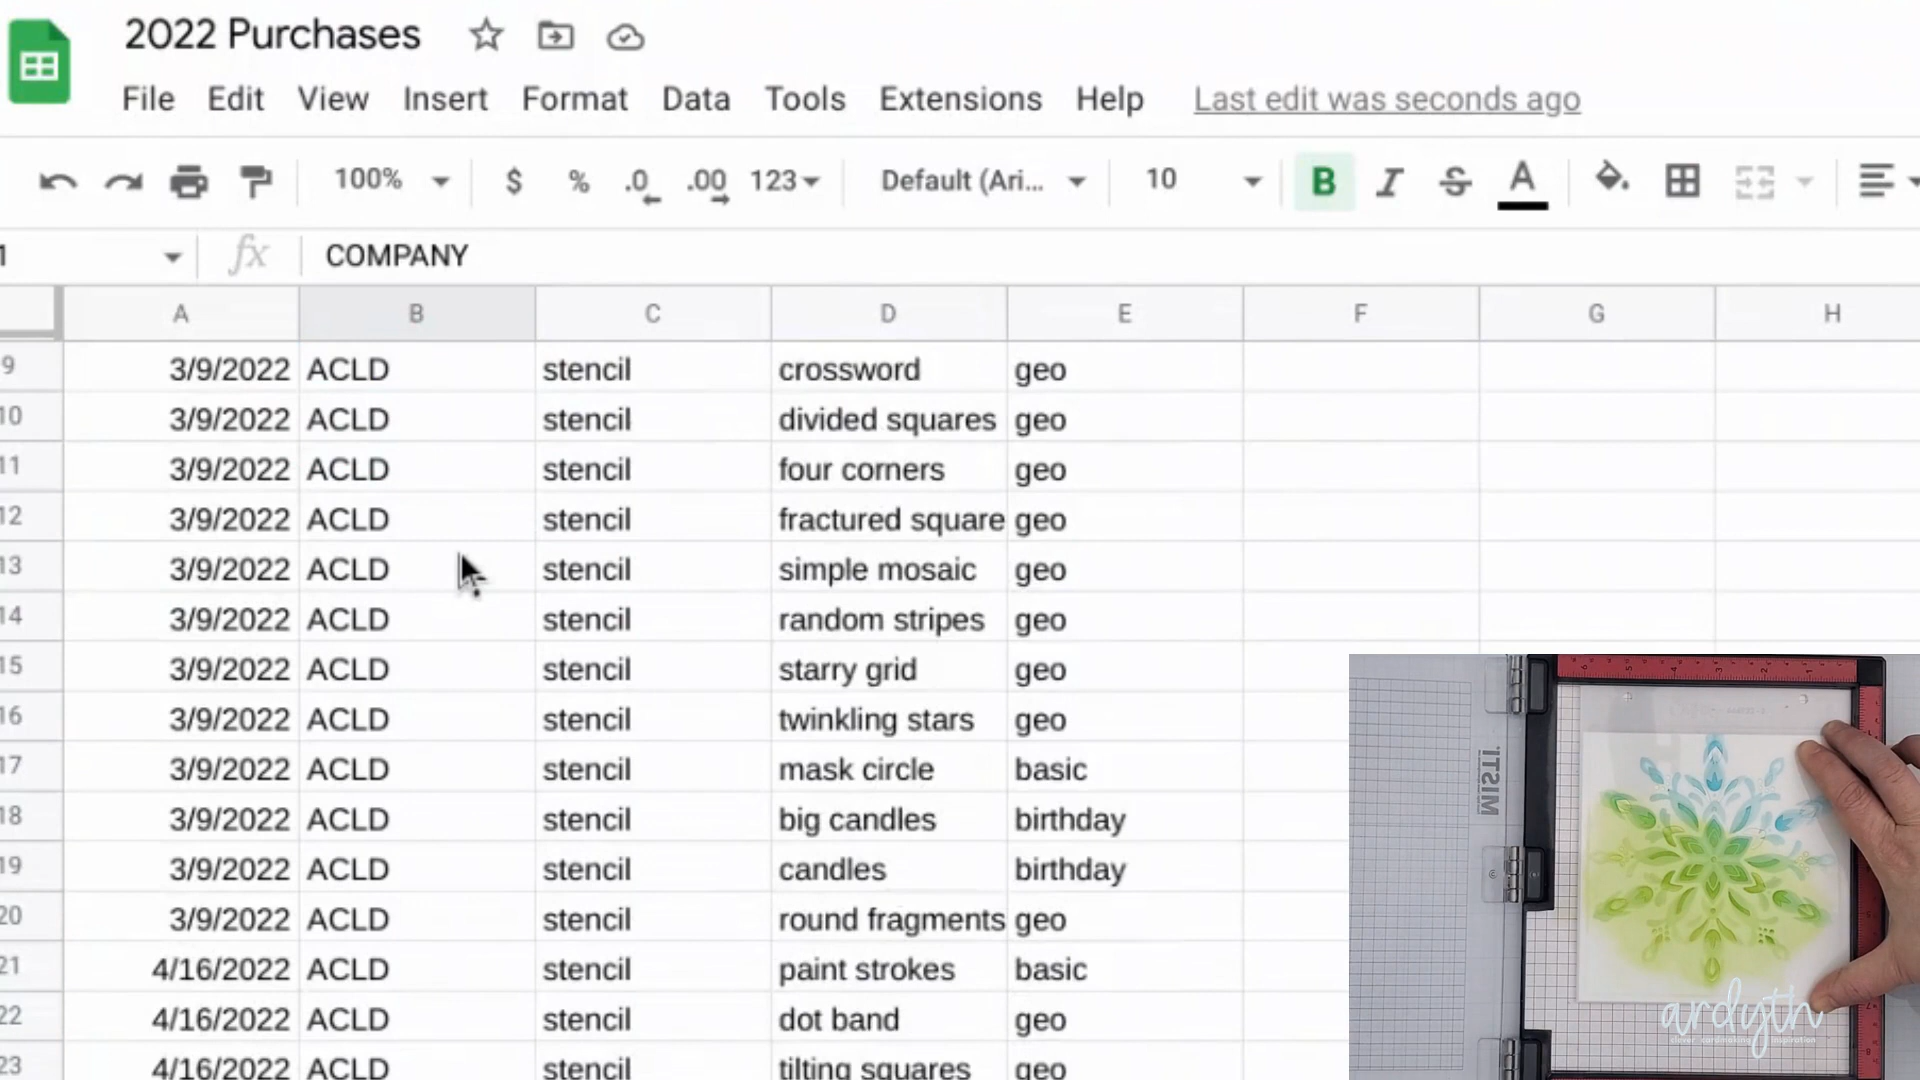 2022 Purchases
File Edit View Insert Format Data Tools Extensions Help Last edit was seconds ago
100% $ % .0 .00 123 Default (Ari... 10 B I S A
1 fx COMPANY
A B C D E F G H
9 3/9/2022 ACLD stencil crossword geo
10 3/9/2022 ACLD stencil divided squares geo
11 3/9/2022 ACLD stencil four corners geo
12 3/9/2022 ACLD stencil fractured square geo
13 3/9/2022 ACLD stencil simple mosaic geo
14 3/9/2022 ACLD stencil random stripes geo
15 3/9/2022 ACLD stencil starry grid geo
16 3/9/2022 ACLD stencil twinkling stars geo
17 3/9/2022 ACLD stencil mask circle basic
18 3/9/2022 ACLD stencil big candles birthday
19 3/9/2022 ACLD stencil candles birthday
20 3/9/2022 ACLD stencil round fragments geo
21 4/16/2022 ACLD stencil paint strokes basic
22 4/16/2022 ACLD stencil dot band geo
23 4/16/2022 ACLD stencil tilting squares geo
MISTI
ardyth
clever cardmaking inspiration